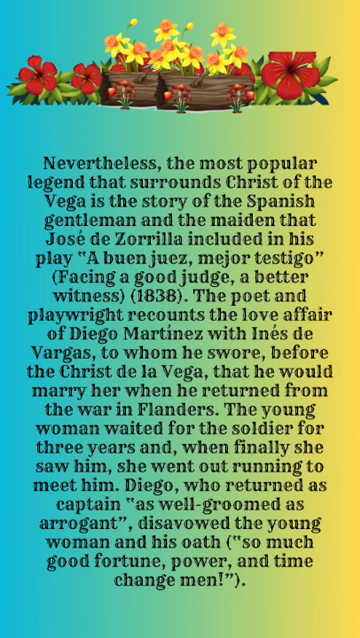 Nevertheless, the most popular
legend that surrounds Christ of the
Vega is the story of the Spanish
gentleman and the maiden that
José de Zorrilla included in his
play "A buen juez, mejor testigo"
(Facing a good judge, a better
witness) (1838). The poet and
playwright recounts the love affair
of Diego Martínez with Inés de
Vargas, to whom he swore, before
the Christ de la Vega, that he would
marry her when he returned from
the war in Flanders. The young
woman waited for the soldier for
three years and, when finally she
saw him, she went out running to
meet him. Diego, who returned as
captain "as well-groomed as
arrogant", disavowed the young
woman and his oath ("so much
good fortune, power, and time
change men!").